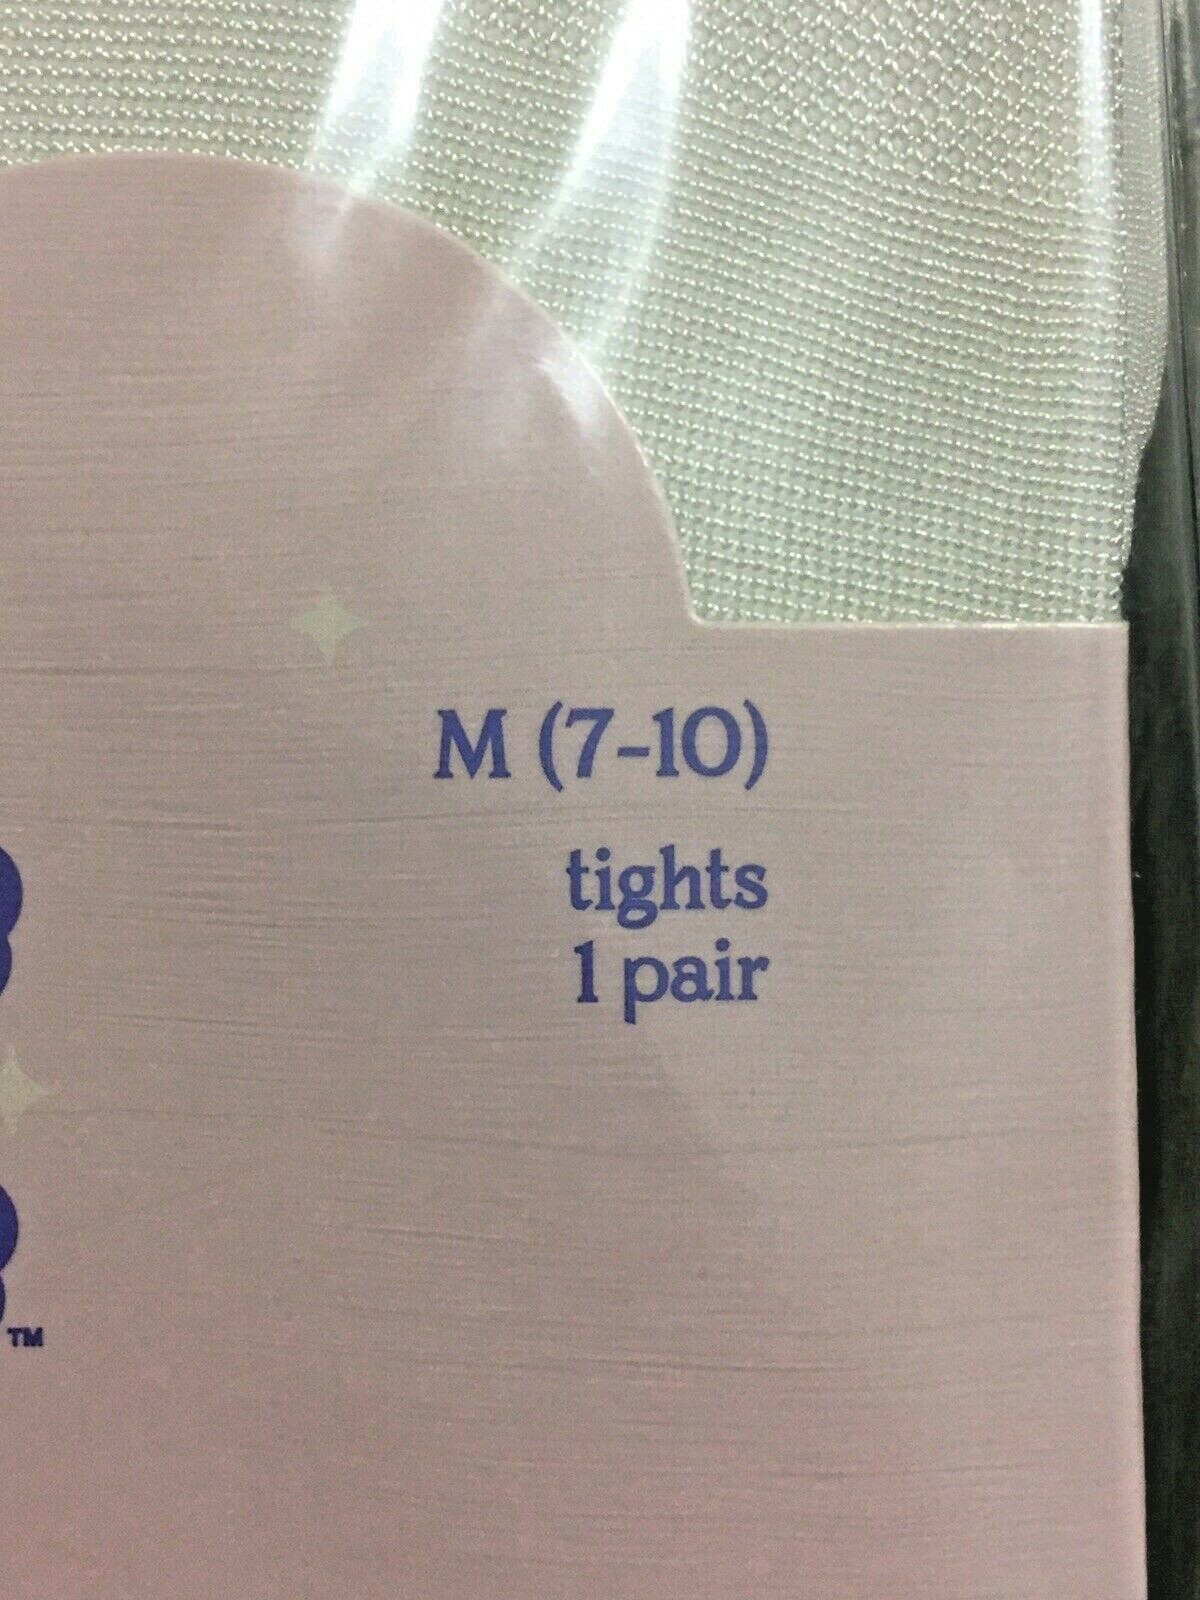 M (7-10)
tights
1 pair
TM